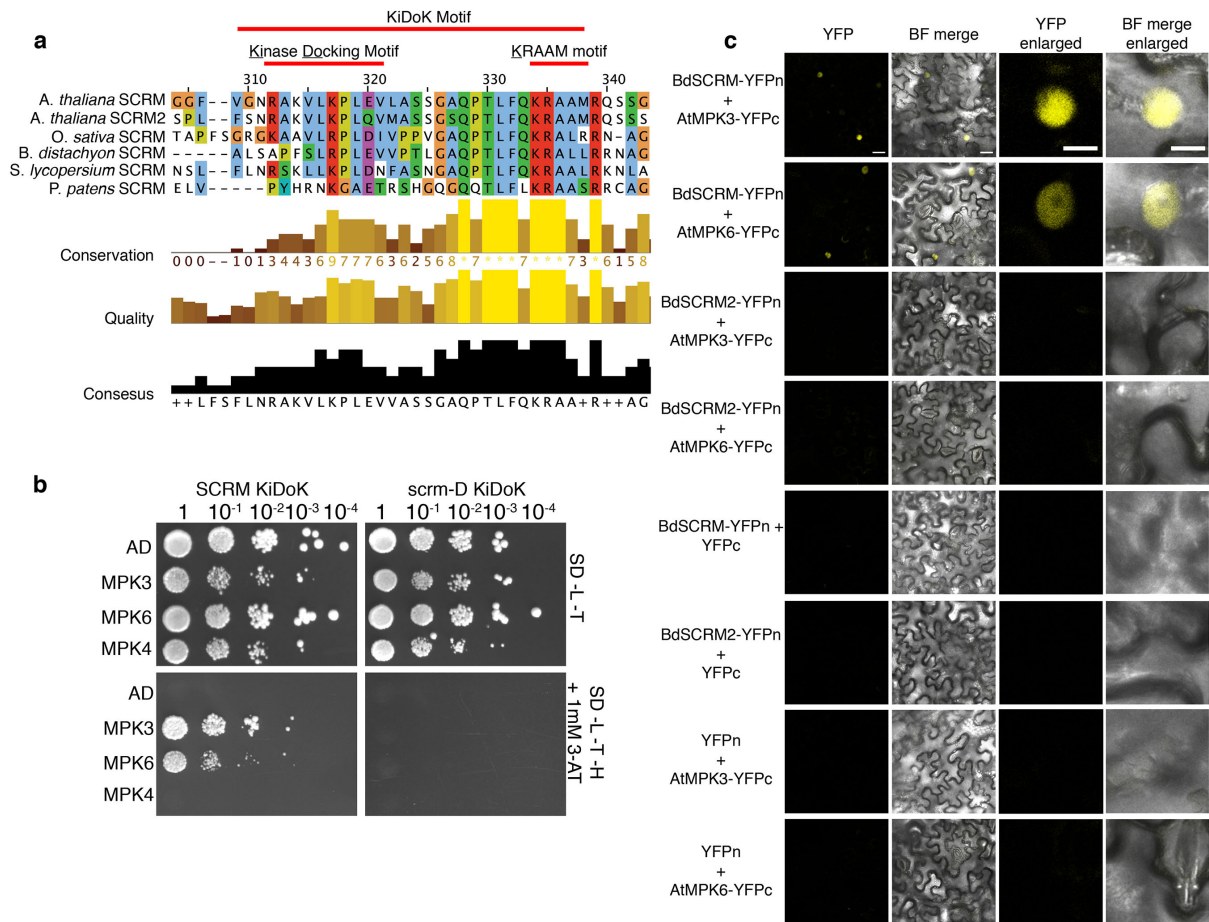 KiDoK Motif
a
Kinase Docking Motif
KRAAM motif
310 320 330 340
A. thaliana SCRM GGF--VGNRAKVLKPLEVLASSGAQPTLFQKRAAMRQSSG
A. thaliana SCRM2 SPL--FSNRAKVLKPLQVMASSGSQPTLFQKRAAMRQSSS
O. sativa SCRM TAPFSGRGKAAVLKPLDIVPPVGAQPTLFQKRAALRRN-AG
B. distachyon SCRM -----ALSAPFSLRPLEVVPTLGAQPTLFQKRAALLRRNAG
S. lycopersium SCRM NSL--FLNRSKLLKPLDNFASNGAQPTLFQKRAALRKNLA
P. patens SCRM ELV-----PYHRNKGAETRSHGQGQQTLFLKRAASRRCAG
Conservation
000--1013443697776362568*7***7***73*6158
Quality
Consesus
++LFSFLNRAKVLKPLEVVASSGAQPTLFQKRAA+R++AG
b
SCRM KiDoK
scrm-D KiDoK
1 10-1 10-2 10-3 10-4
1 10-1 10-2 10-3 10-4
AD
MPK3
MPK6
MPK4
SD -L -T
AD
MPK3
MPK6
MPK4
SD -L -T -H
+ 1mM 3-AT
c
YFP
BF merge
YFP
enlarged
BF merge
enlarged
BdSCRM-YFPn
+
AtMPK3-YFPc
BdSCRM-YFPn
+
AtMPK6-YFPc
BdSCRM2-YFPn
+
AtMPK3-YFPc
BdSCRM2-YFPn
+
AtMPK6-YFPc
BdSCRM-YFPn +
YFPc
BdSCRM2-YFPn
+
YFPc
YFPn
+
AtMPK3-YFPc
YFPn
+
AtMPK6-YFPc